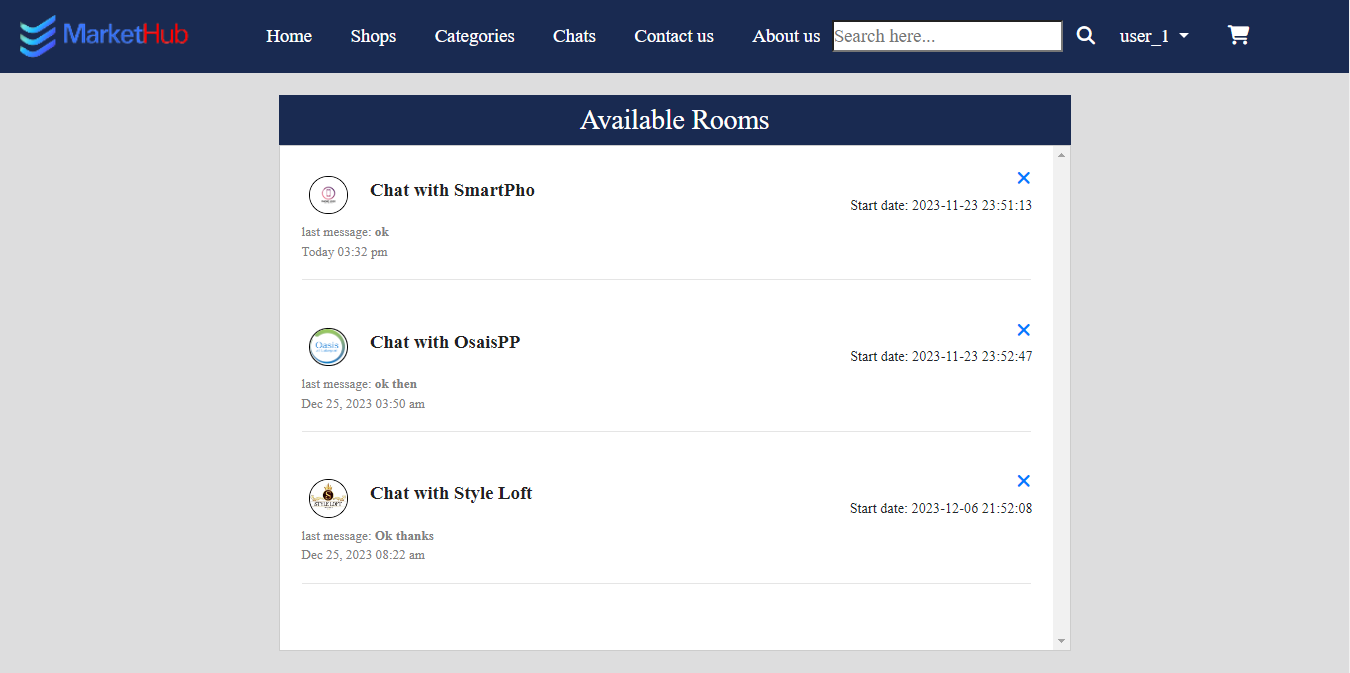 MarketHub Home Shops Categories Chats Contact us About us Search here... user_1
Available Rooms
Chat with SmartPho
Start date: 2023-11-23 23:51:13
last message: ok
Today 03:32 pm
Oasis
Chat with OsaisPP
Start date: 2023-11-23 23:52:47
last message: ok then
Dec 25, 2023 03:50 am
S
STYLE LOFT
Chat with Style Loft
Start date: 2023-12-06 21:52:08
last message: Ok thanks
Dec 25, 2023 08:22 am